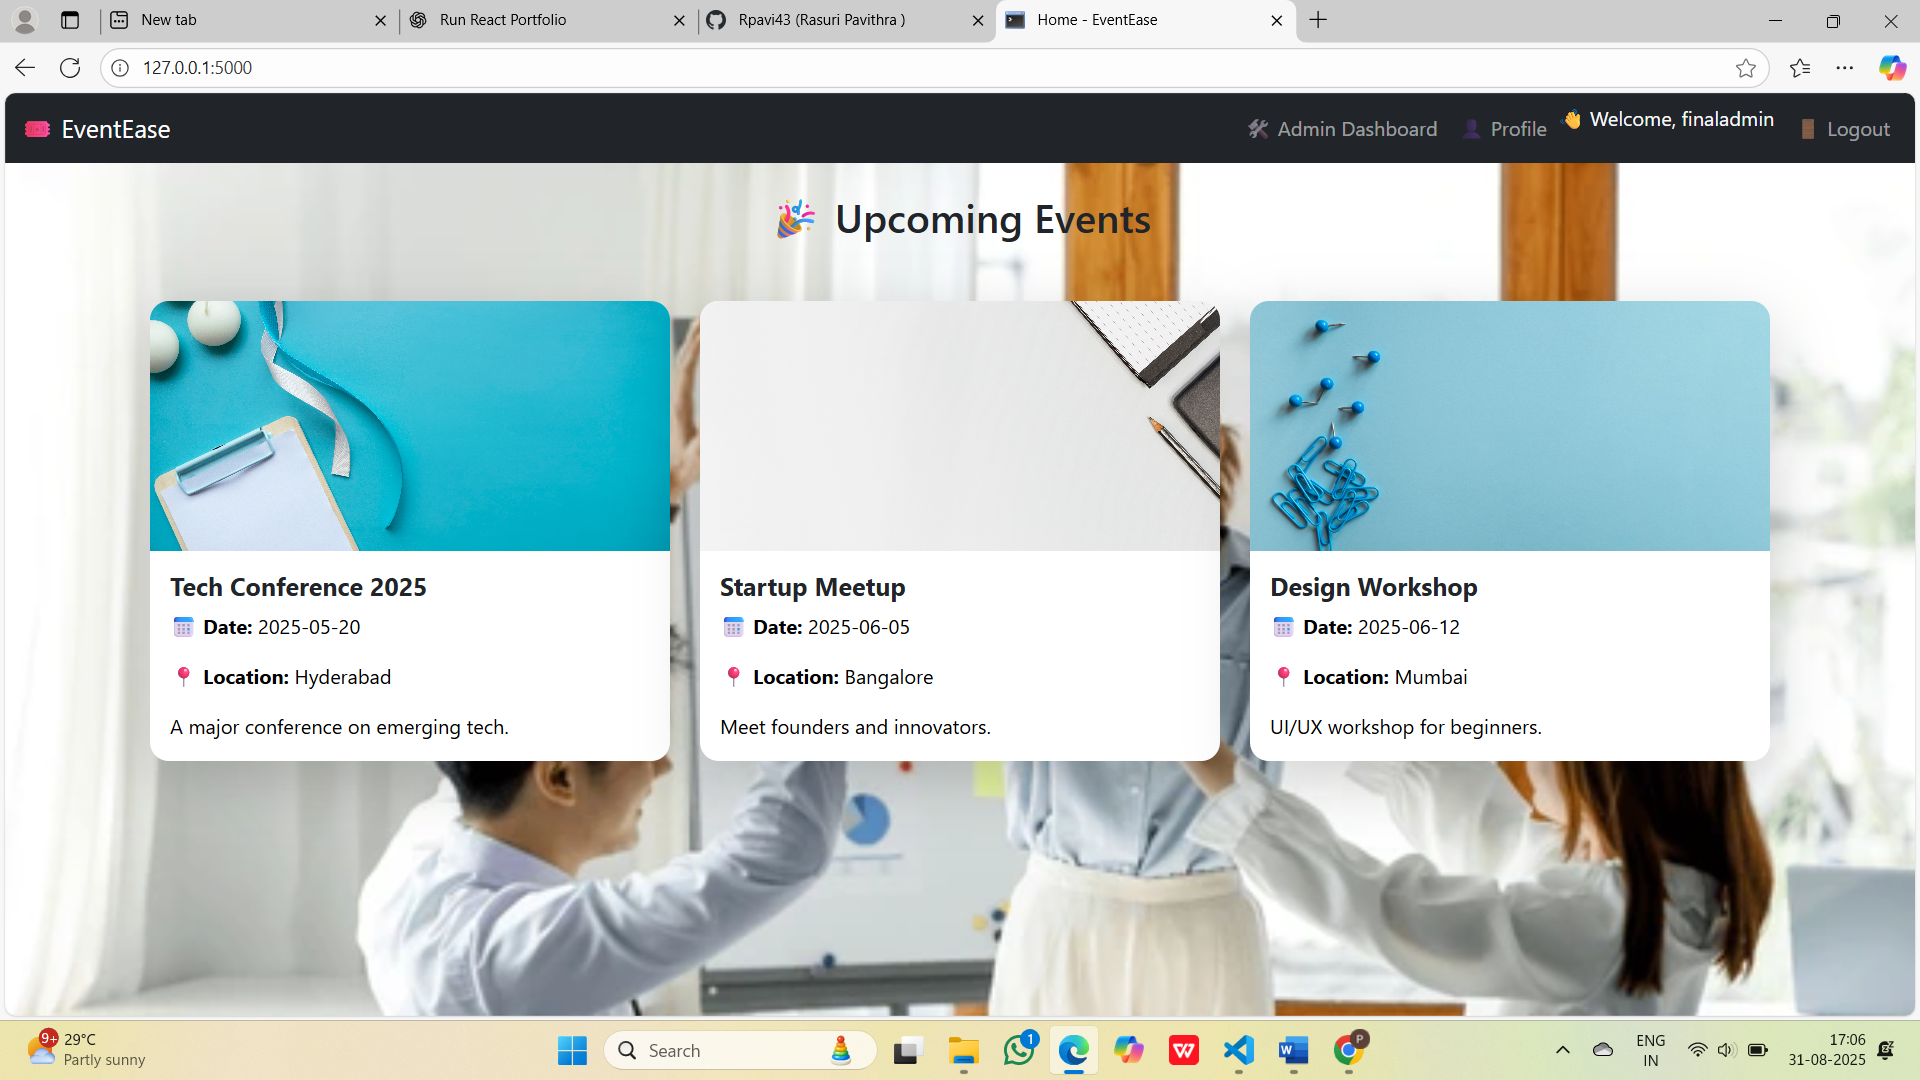 New tab
Run React Portfolio
Rpavi43 (Rasuri Pavithra )
Home - EventEase
127.0.0.1:5000
EventEase
Admin Dashboard
Profile
Welcome, finaladmin
Logout
Upcoming Events
Tech Conference 2025
Date: 2025-05-20
Location: Hyderabad
A major conference on emerging tech.
Startup Meetup
Date: 2025-06-05
Location: Bangalore
Meet founders and innovators.
Design Workshop
Date: 2025-06-12
Location: Mumbai
UI/UX workshop for beginners.
9+
29°C
Partly sunny
Search
1
W
W
P
ENG
IN
17:06
31-08-2025